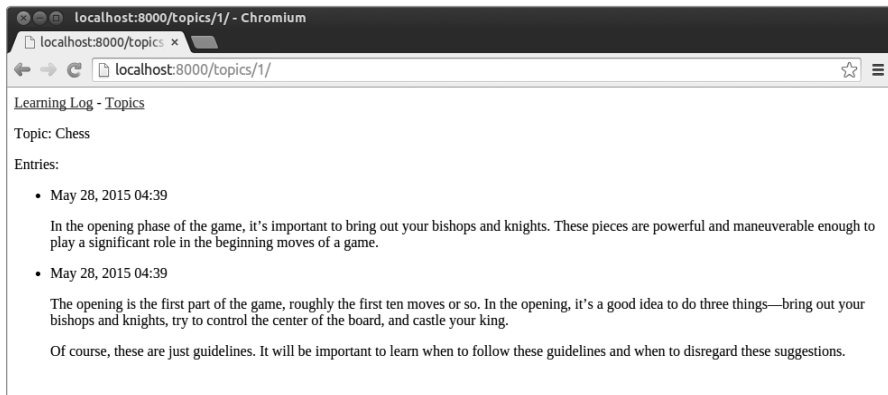 localhost:8000/topics/1/ - Chromium
localhost:8000/topics
localhost:8000/topics/1/
Learning Log - Topics
Topic: Chess
Entries:
• May 28, 2015 04:39
In the opening phase of the game, it’s important to bring out your bishops and knights. These pieces are powerful and maneuverable enough to
play a significant role in the beginning moves of a game.
• May 28, 2015 04:39
The opening is the first part of the game, roughly the first ten moves or so. In the opening, it’s a good idea to do three things—bring out your
bishops and knights, try to control the center of the board, and castle your king.
Of course, these are just guidelines. It will be important to learn when to follow these guidelines and when to disregard these suggestions.